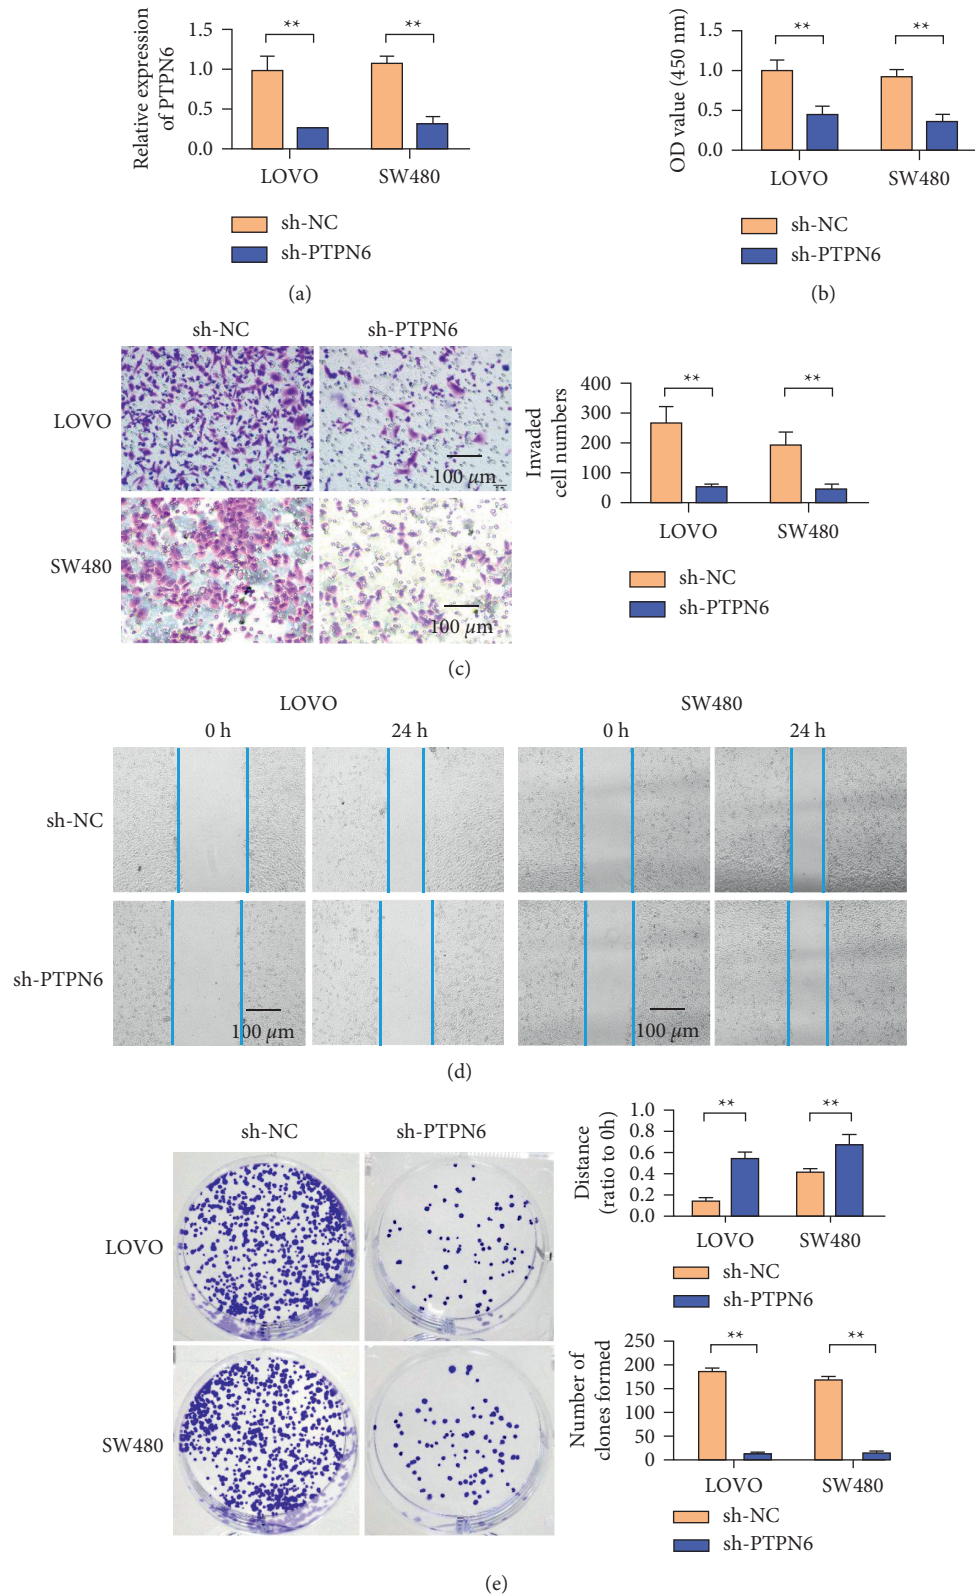 Relative expression
of PTPN6
1.5
1.0
0.5
0.0
**
**
LOVO
SW480
sh-NC
sh-PTPN6
(a)
OD value (450 nm)
1.5
1.0
0.5
0.0
**
**
LOVO
SW480
sh-NC
sh-PTPN6
(b)
sh-NC
sh-PTPN6
LOVO
100 μm
SW480
100 μm
Invaded
cell numbers
400
300
200
100
0
**
**
LOVO
SW480
sh-NC
sh-PTPN6
(c)
LOVO
SW480
0 h
24 h
0 h
24 h
sh-NC
sh-PTPN6
100 μm
100 μm
(d)
sh-NC
sh-PTPN6
LOVO
SW480
Distance
(ratio to 0h)
1.0
0.8
0.6
0.4
0.2
0.0
**
**
LOVO
SW480
sh-NC
sh-PTPN6
Number of
clones formed
250
200
150
100
50
0
**
**
LOVO
SW480
sh-NC
sh-PTPN6
(e)